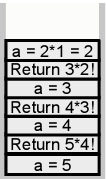 a = 2*1 = 2
Return 3*2!
a = 3
Return 4*3!
a = 4
Return 5*4!
a = 5